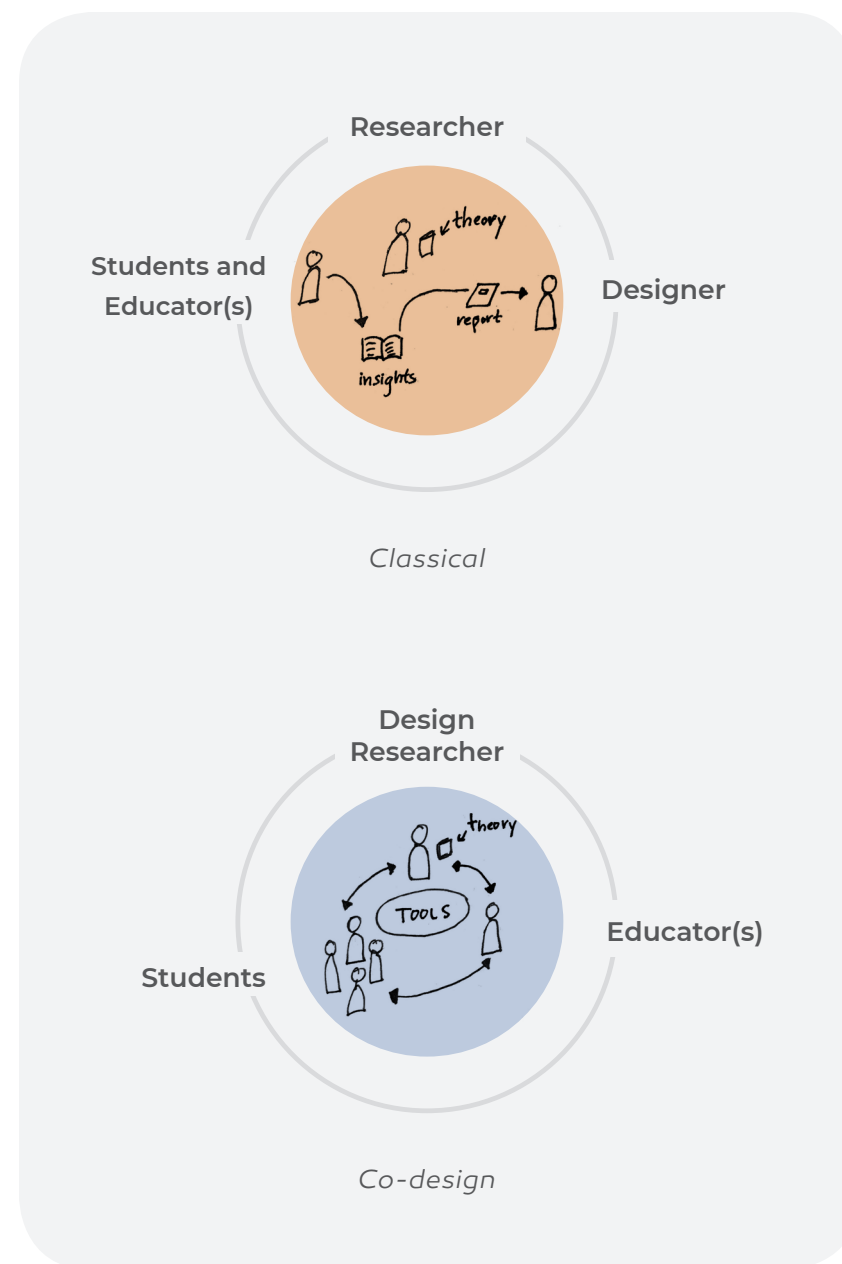 Researcher
theory
Students and
Educator(s)
Designer
report
insights
Classical
Design
Researcher
theory
TOOLS
Educator(s)
Students
Co-design